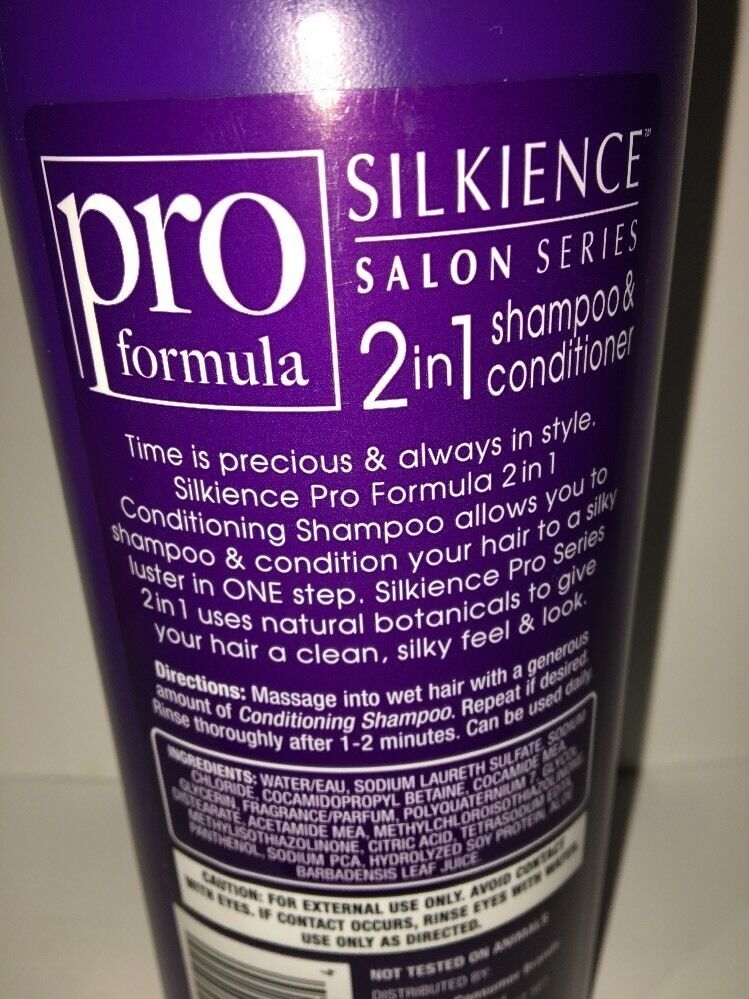 pro
formula
SILKIENCE™
SALON SERIES
2in1 shampoo &
conditioner
Time is precious & always in style.
Silkience Pro Formula 2 in 1
Conditioning Shampoo allows you to
shampoo & condition your hair to a silky
luster in ONE step. Silkience Pro Series
2in1 uses natural botanicals to give
your hair a clean, silky feel & look.
Directions: Massage into wet hair with a generous
amount of Conditioning Shampoo. Repeat if desired.
Rinse thoroughly after 1-2 minutes. Can be used daily.
INGREDIENTS: WATER/EAU, SODIUM LAURETH SULFATE, SODIUM
CHLORIDE, COCAMIDOPROPYL BETAINE, COCAMIDE MEA,
GLYCERIN, FRAGRANCE/PARFUM, POLYQUATERNIUM 7, GLYCOL
DISTEARATE, ACETAMIDE MEA, METHYLCHLOROISOTHIAZOLINONE,
METHYLISOTHIAZOLINONE, CITRIC ACID, TETRASODIUM EDTA,
PANTHENOL, SODIUM PCA, HYDROLYZED SOY PROTEIN, ALOE
BARBADENSIS LEAF JUICE.
CAUTION: FOR EXTERNAL USE ONLY. AVOID CONTACT
WITH EYES. IF CONTACT OCCURS, RINSE EYES WITH WATER.
USE ONLY AS DIRECTED.
NOT TESTED ON ANIMALS
DISTRIBUTED BY: